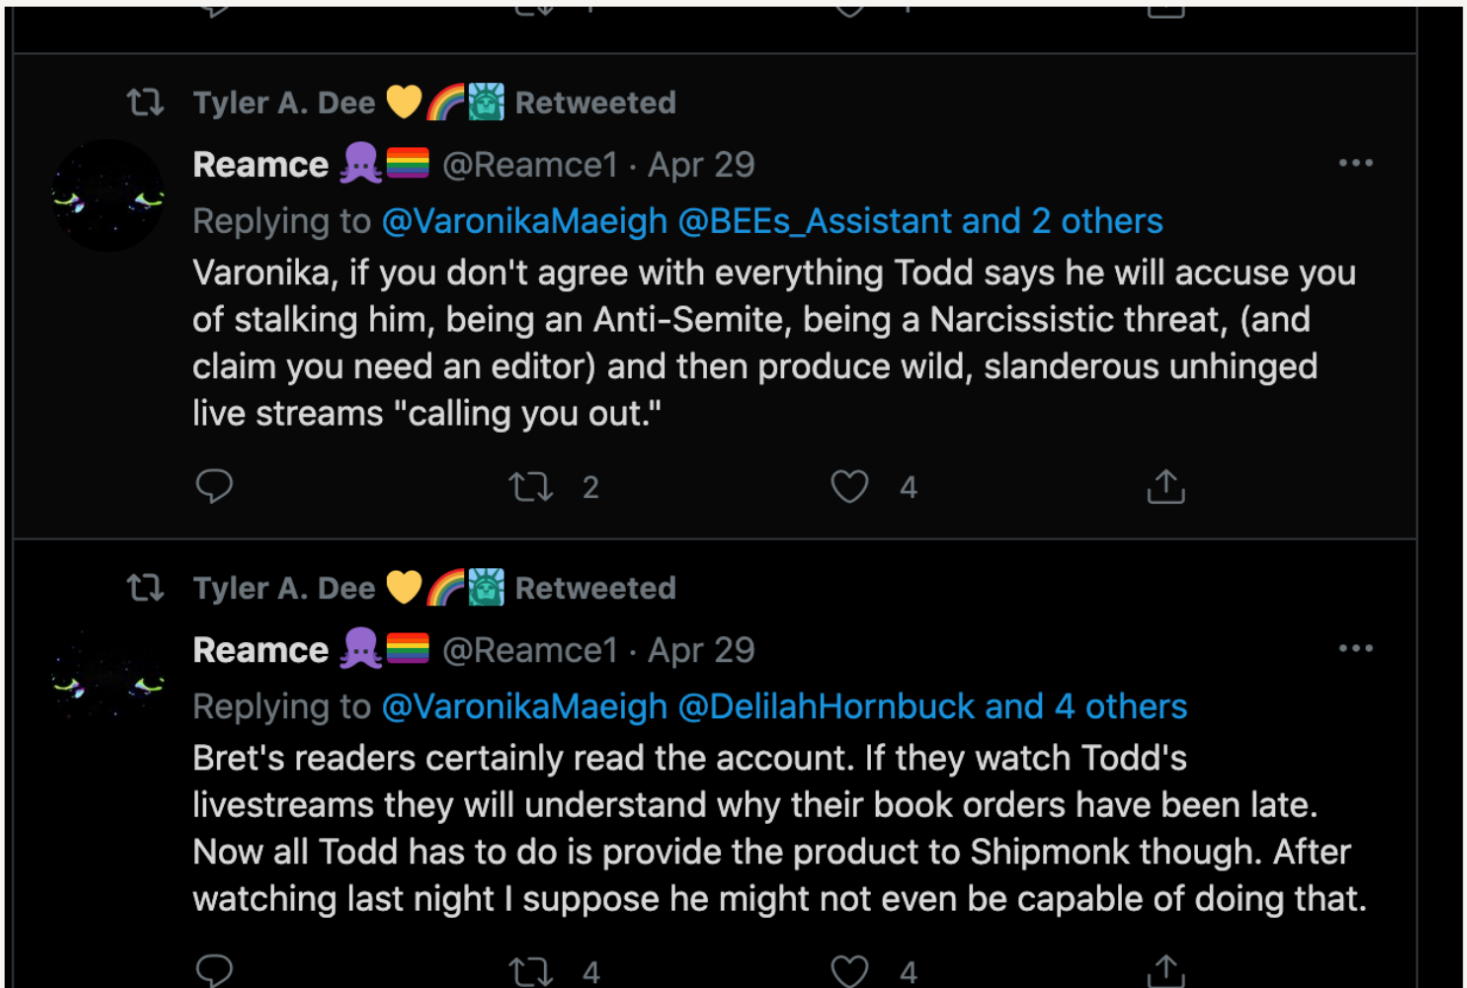 Tyler A. Dee 💛🌈🗽 Retweeted
Reamce 🐙🏳️‍🌈 @Reamce1 · Apr 29
Replying to @VaronikaMaeigh @BEEs_Assistant and 2 others
Varonika, if you don't agree with everything Todd says he will accuse you
of stalking him, being an Anti-Semite, being a Narcissistic threat, (and
claim you need an editor) and then produce wild, slanderous unhinged
live streams "calling you out."
2 4
Tyler A. Dee 💛🌈🗽 Retweeted
Reamce 🐙🏳️‍🌈 @Reamce1 · Apr 29
Replying to @VaronikaMaeigh @DelilahHornbuck and 4 others
Bret's readers certainly read the account. If they watch Todd's
livestreams they will understand why their book orders have been late.
Now all Todd has to do is provide the product to Shipmonk though. After
watching last night I suppose he might not even be capable of doing that.
4 4